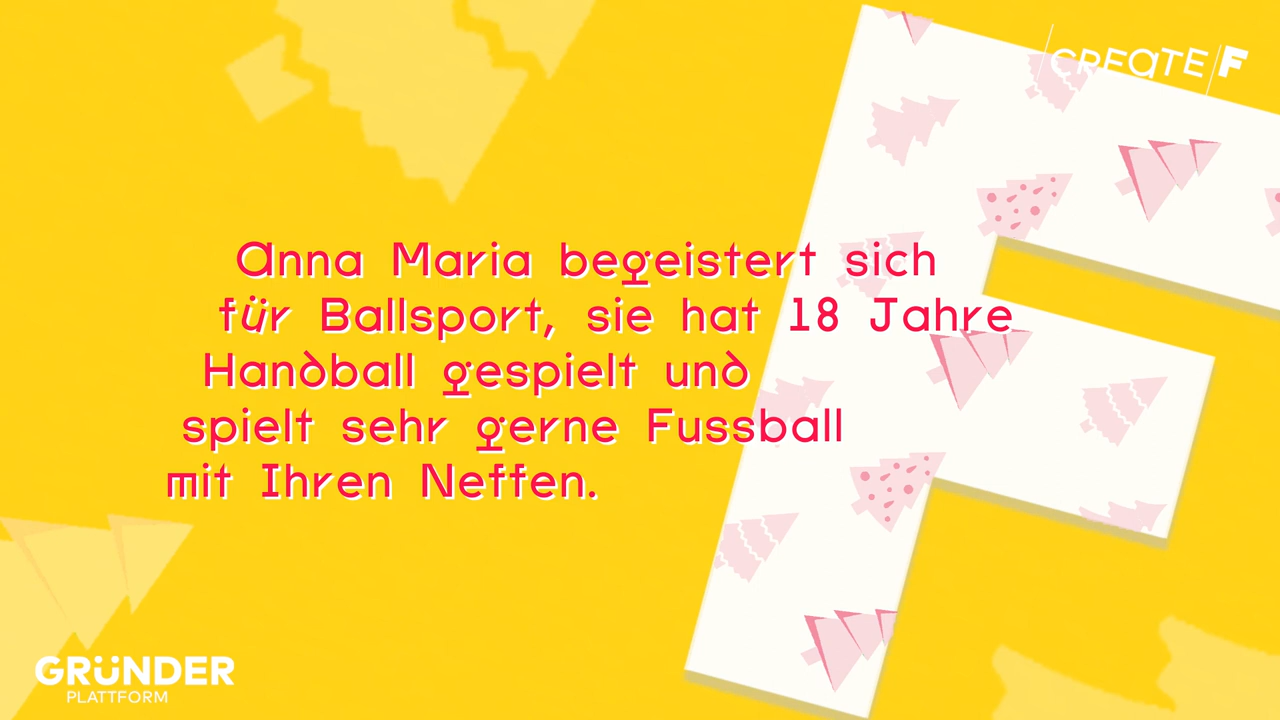 CREATE F
Anna Maria begeistert sich
für Ballsport, sie hat 18 Jahre
Handball gespielt und
spielt sehr gerne Fussball
mit Ihren Neffen.
GRÜNDER
PLATTFORM